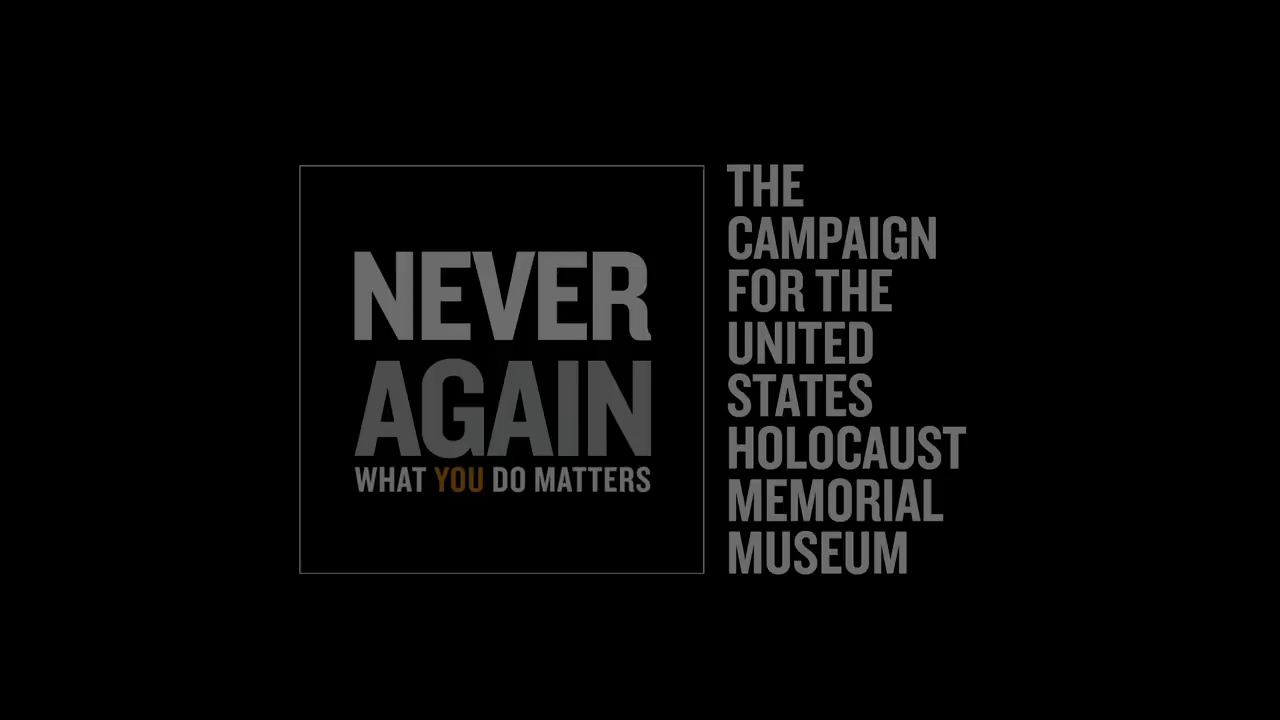 NEVER
AGAIN
WHAT YOU DO MATTERS
THE
CAMPAIGN
FOR THE
UNITED
STATES
HOLOCAUST
MEMORIAL
MUSEUM